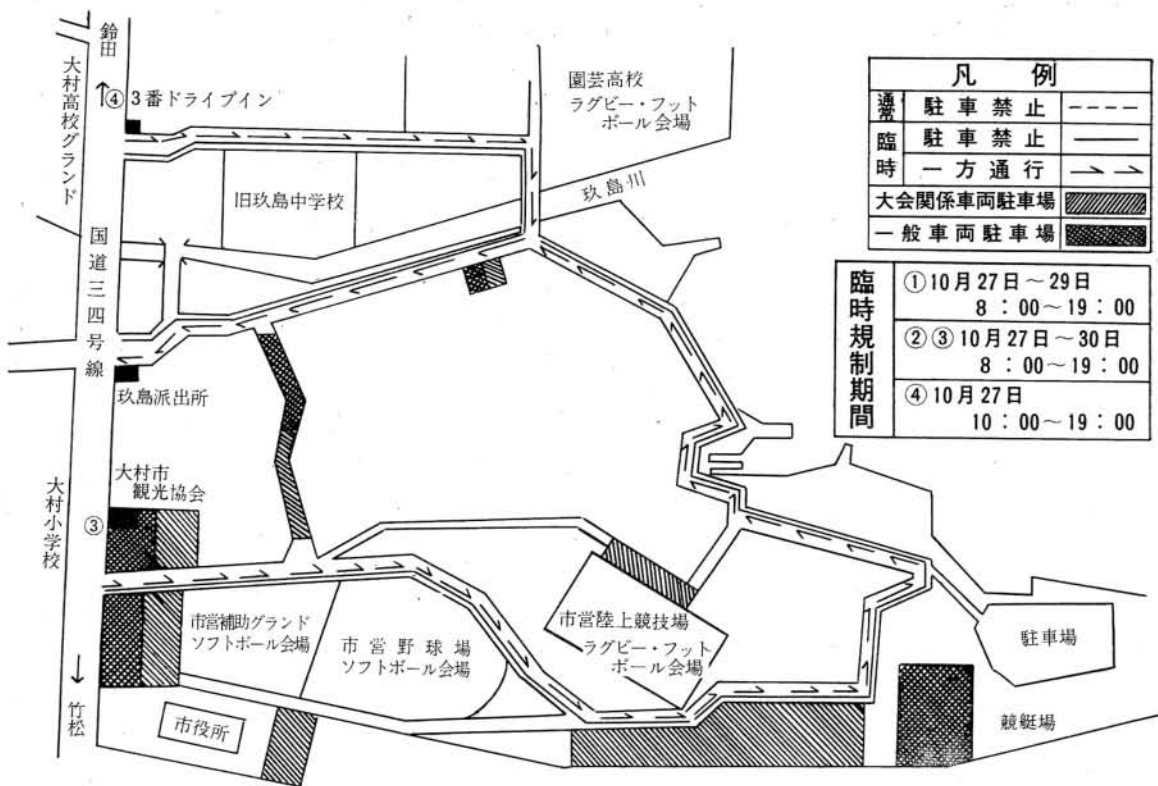 鈴田
大村高校グランド
④3番ドライブイン
園芸高校
ラグビー・フット
ボール会場
旧玖島中学校
玖島川
国道三四号線
玖島派出所
大村市
観光協会
③
大村小学校
市営補助グランド
ソフトボール会場
市営野球場
ソフトボール会場
市営陸上競技場
ラグビー・フット
ボール会場
駐車場
競艇場
竹松
市役所
凡例
通常 駐車禁止
臨時 駐車禁止
一方通行
大会関係車両駐車場
一般車両駐車場
臨時規制期間
①10月27日～29日
8：00～19：00
②③10月27日～30日
8：00～19：00
④10月27日
10：00～19：00